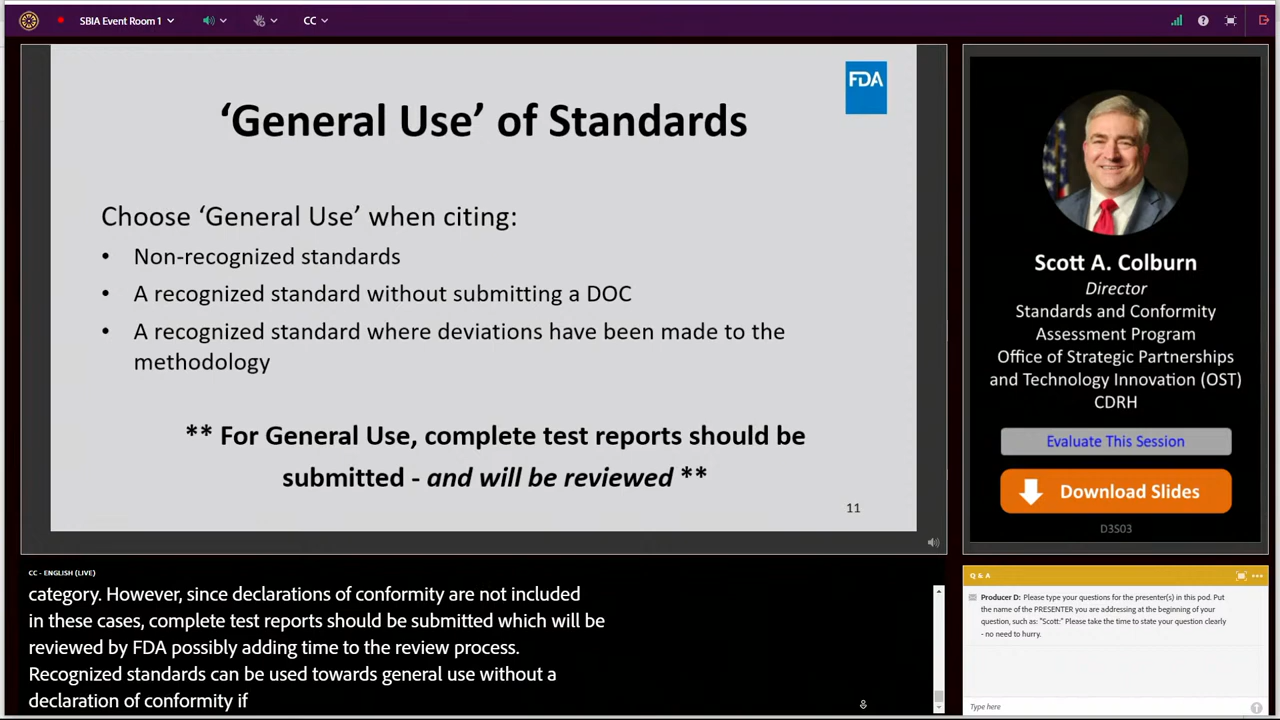 SBIA Event Room 1
CC
FDA
‘General Use’ of Standards
Choose ‘General Use’ when citing:
• Non-recognized standards
• A recognized standard without submitting a DOC
• A recognized standard where deviations have been made to the
methodology
** For General Use, complete test reports should be
submitted - and will be reviewed **
11
Scott A. Colburn
Director
Standards and Conformity
Assessment Program
Office of Strategic Partnerships
and Technology Innovation (OST)
CDRH
Evaluate This Session
Download Slides
D3S03
CC - ENGLISH (LIVE)
category. However, since declarations of conformity are not included
in these cases, complete test reports should be submitted which will be
reviewed by FDA possibly adding time to the review process.
Recognized standards can be used towards general use without a
declaration of conformity if
Q & A
Producer D: Please type your questions for the presenter(s) in this pod. Put
the name of the PRESENTER you are addressing at the beginning of your
question, such as: "Scott:" Please take the time to state your question clearly
- no need to hurry.
Type here